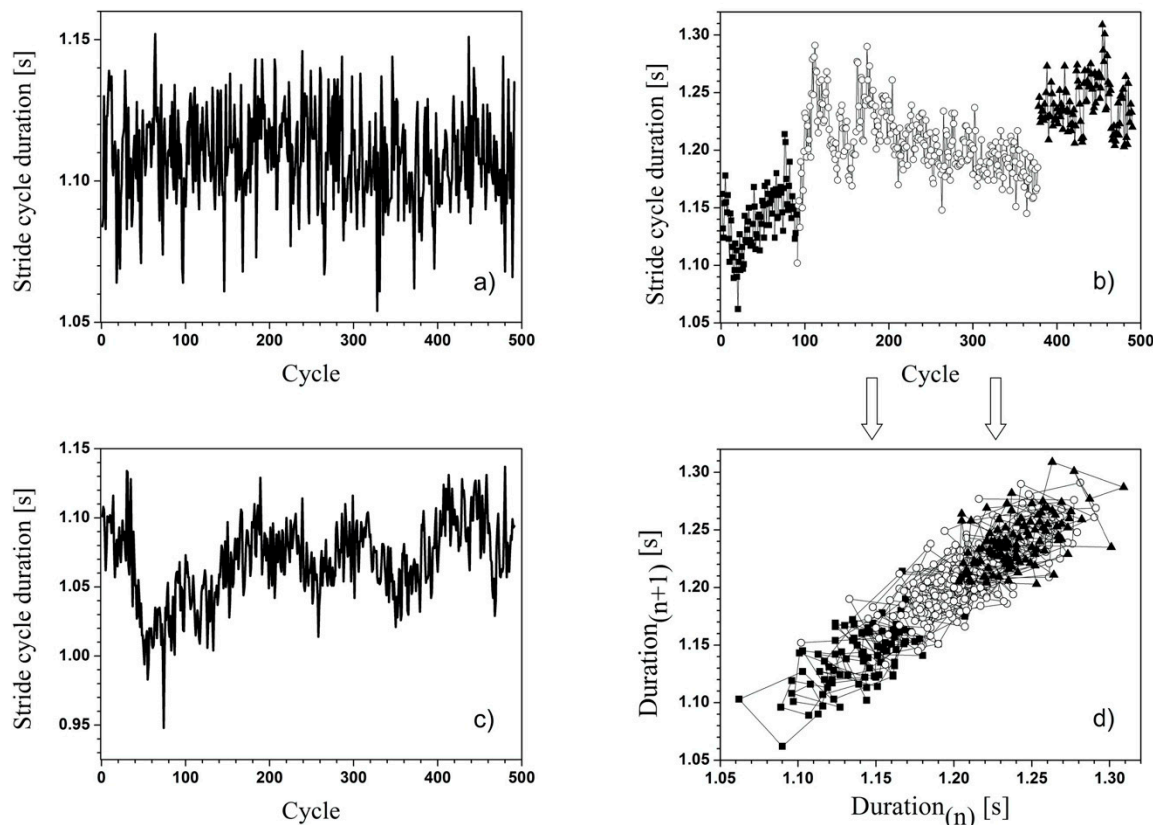 Stride cycle duration [s]
1.15
1.10
1.05
0 100 200 300 400 500
Cycle
a)
Stride cycle duration [s]
1.30
1.25
1.20
1.15
1.10
1.05
0 100 200 300 400 500
Cycle
b)
Stride cycle duration [s]
1.15
1.10
1.05
1.00
0.95
0 100 200 300 400 500
Cycle
c)
Duration(n+1) [s]
1.30
1.25
1.20
1.15
1.10
1.05
1.05 1.10 1.15 1.20 1.25 1.30
Duration(n) [s]
d)